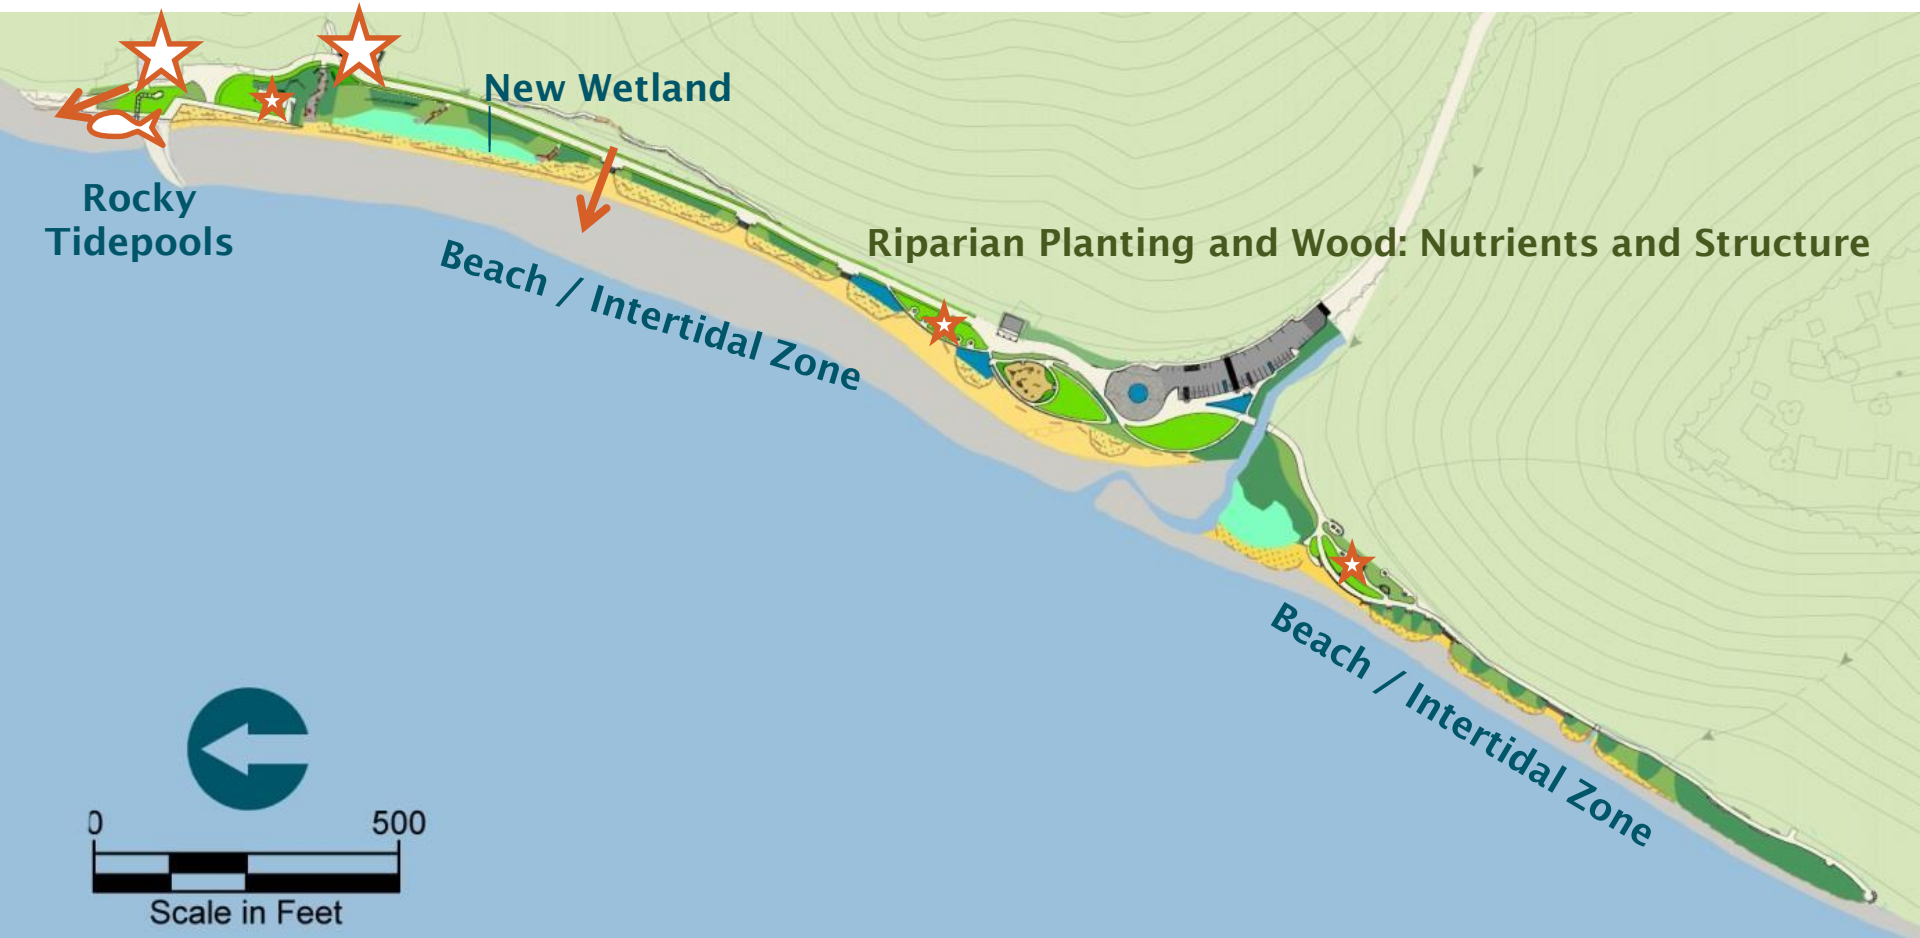 New Wetland
Rocky
Tidepools
Riparian Planting and Wood: Nutrients and Structure
Beach / Intertidal Zone
Beach / Intertidal Zone
0 500
Scale in Feet